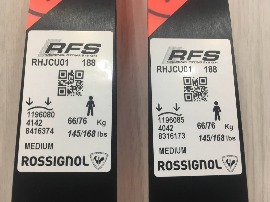 RFS
RHJCU01 188
1196080
4142
8416374
66/76 Kg
145/168 lbs
MEDIUM
ROSSIGNOL
RFS
RHJCU01 188
1196085
4042
8316173
66/76 Kg
145/168 lbs
MEDIUM
ROSSIGNOL